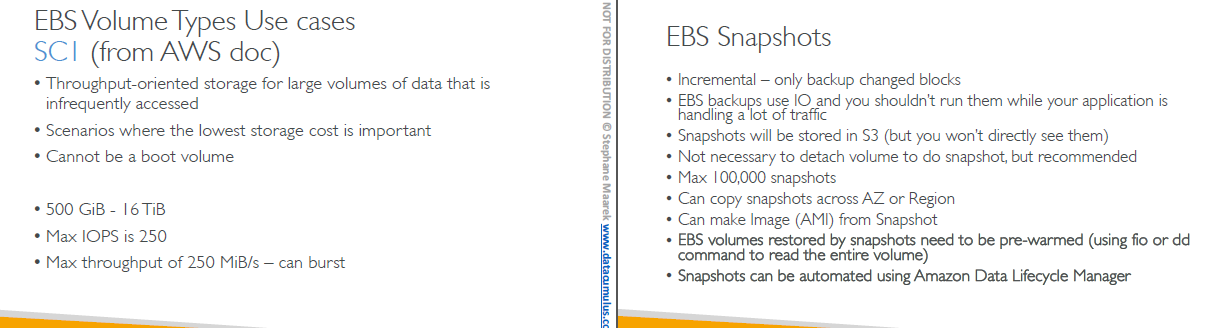 EBS Volume Types Use cases
SC1 (from AWS doc)
• Throughput-oriented storage for large volumes of data that is
infrequently accessed
• Scenarios where the lowest storage cost is important
• Cannot be a boot volume
• 500 GiB - 16 TiB
• Max IOPS is 250
• Max throughput of 250 MiB/s – can burst
NOT FOR DISTRIBUTION © Stephane Maarek www.datacumulus.co
EBS Snapshots
• Incremental – only backup changed blocks
• EBS backups use IO and you shouldn't run them while your application is
handling a lot of traffic
• Snapshots will be stored in S3 (but you won't directly see them)
• Not necessary to detach volume to do snapshot, but recommended
• Max 100,000 snapshots
• Can copy snapshots across AZ or Region
• Can make Image (AMI) from Snapshot
• EBS volumes restored by snapshots need to be pre-warmed (using fio or dd
command to read the entire volume)
• Snapshots can be automated using Amazon Data Lifecycle Manager